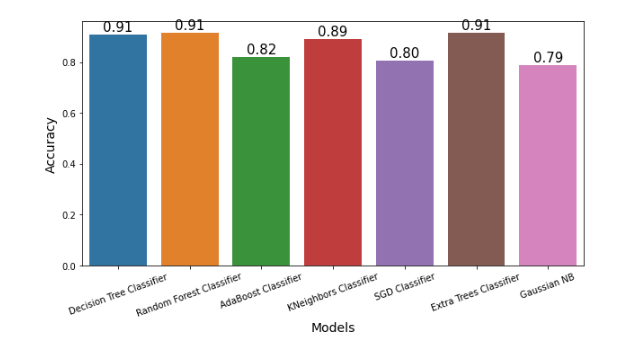 0.91
0.91
0.82
0.89
0.80
0.91
0.79
Accuracy
0.8
0.6
0.4
0.2
0.0
Decision Tree Classifier
Random Forest Classifier
AdaBoost Classifier
KNeighbors Classifier
SGD Classifier
Extra Trees Classifier
Gaussian NB
Models